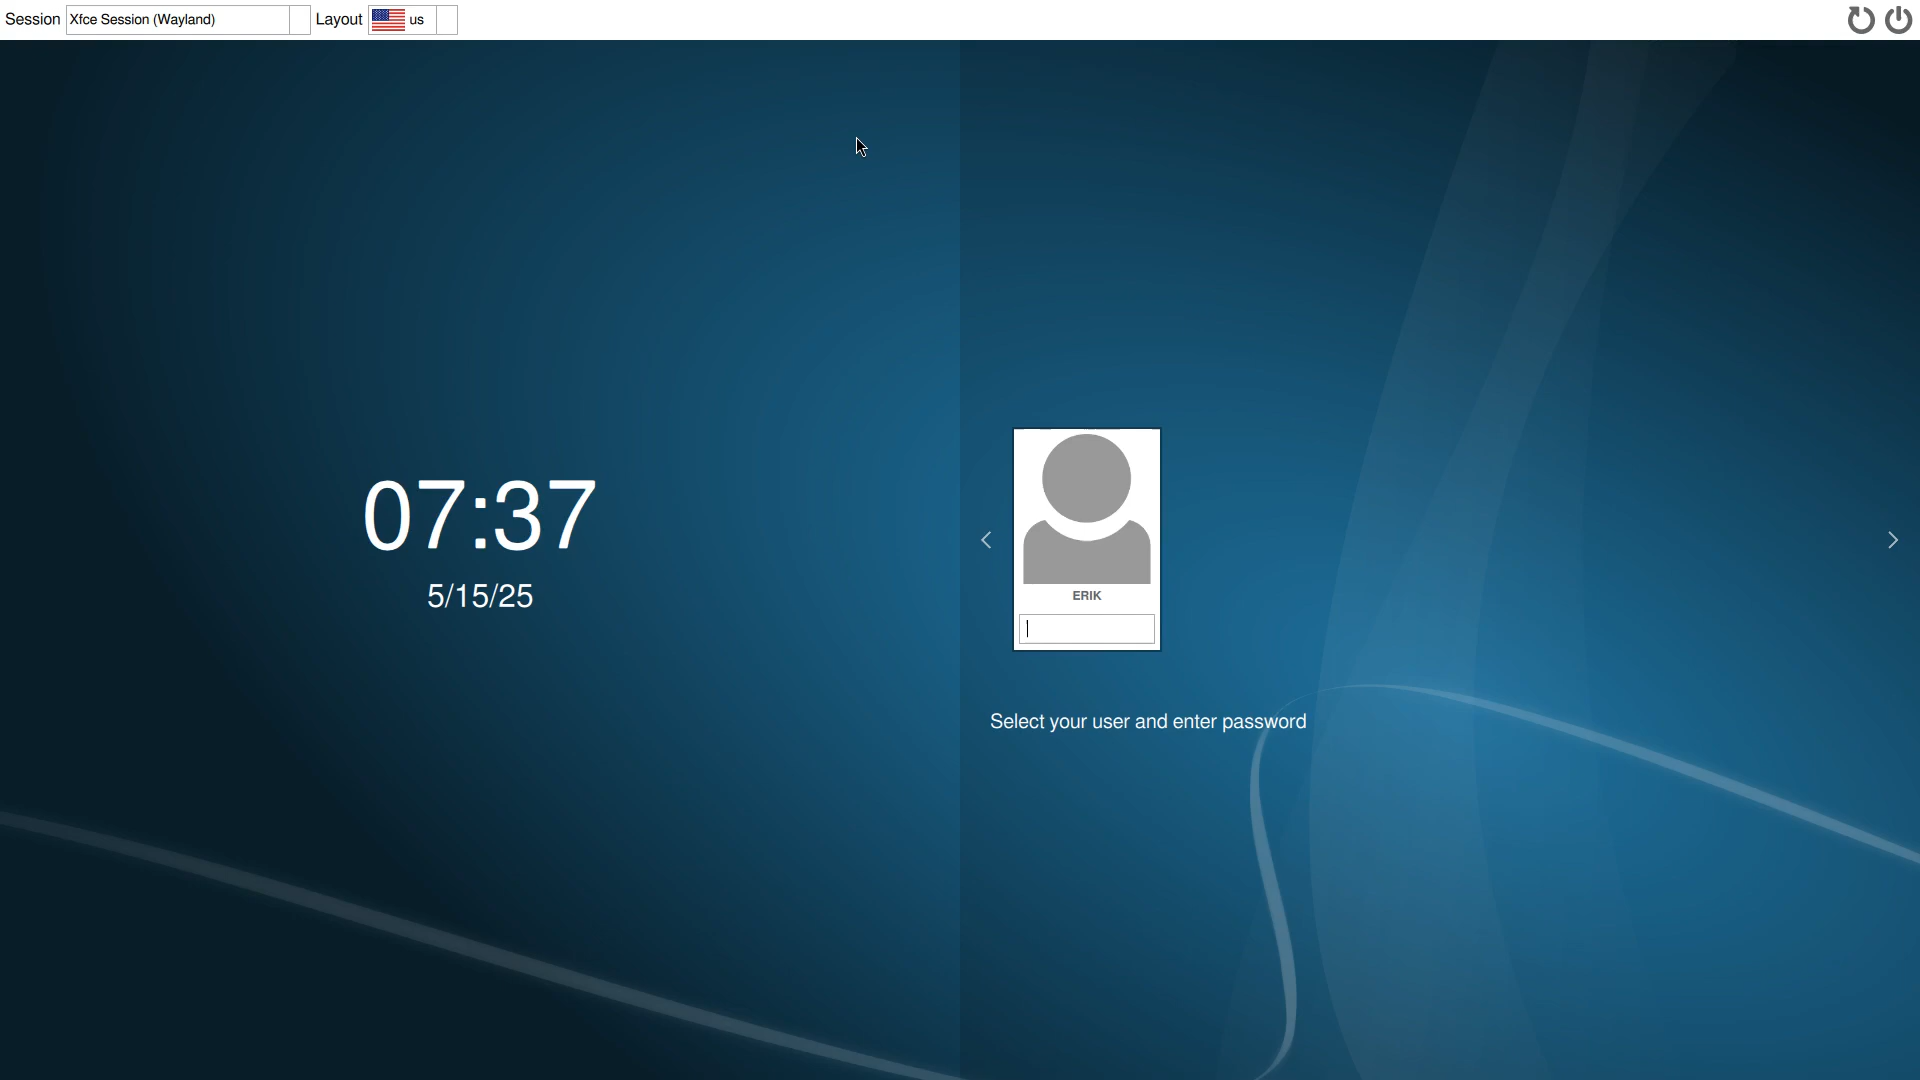 Session Xfce Session (Wayland) Layout us
07:37
5/15/25
ERIK
Select your user and enter password